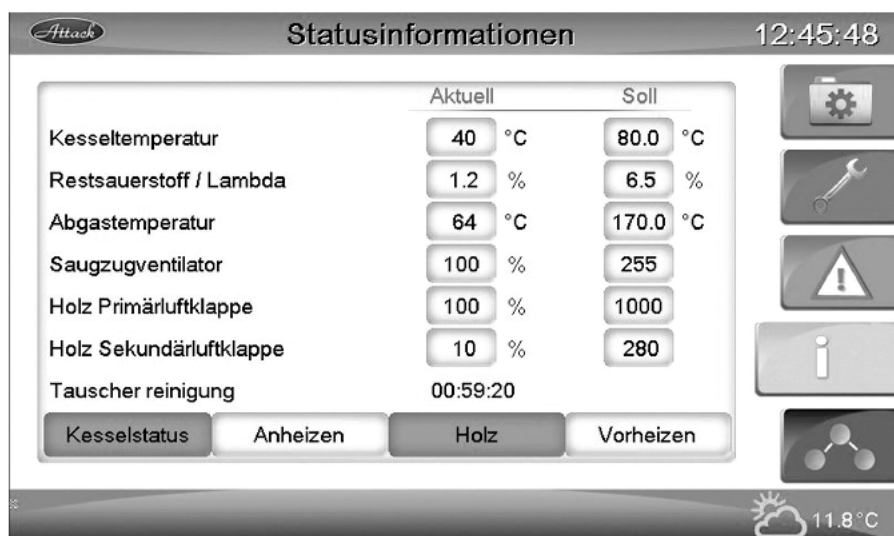 Attack Statusinformationen 12:45:48
Aktuell Soll
Kesseltemperatur 40 °C 80.0 °C
Restsauerstoff / Lambda 1.2 % 6.5 %
Abgastemperatur 64 °C 170.0 °C
Saugzugventilator 100 % 255
Holz Primärluftklappe 100 % 1000
Holz Sekundärluftklappe 10 % 280
Tauscher reinigung 00:59:20
Kesselstatus Anheizen Holz Vorheizen
11.8°C